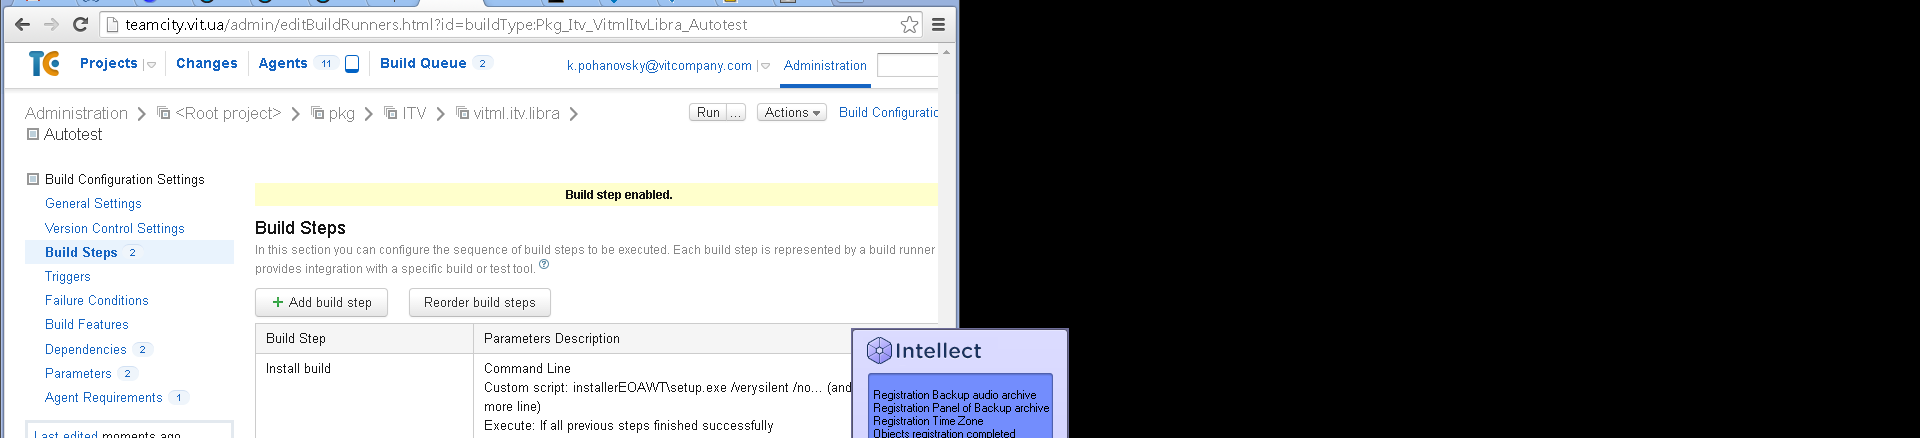 teamcity.vit.ua/admin/editBuildRunners.html?id=buildType:Pkg_Itv_VitmlItvLibra_Autotest
TC Projects Changes Agents 11 Build Queue 2 k.pohanovsky@vitcompany.com Administration
Administration <Root project> pkg ITV vitml.itv.libra Run ... Actions Build Configuratic
Autotest
Build Configuration Settings
General Settings
Version Control Settings
Build Steps 2
Triggers
Failure Conditions
Build Features
Dependencies 2
Parameters 2
Agent Requirements 1
Last edited moments ago
Build step enabled.
Build Steps
In this section you can configure the sequence of build steps to be executed. Each build step is represented by a build runner
provides integration with a specific build or test tool. ?
+ Add build step Reorder build steps
Build Step Parameters Description
Install build Command Line
Custom script: installerEOAWT\setup.exe /verysilent /no... (and
more line)
Execute: If all previous steps finished successfully
Intellect
Registration Backup audio archive
Registration Panel of Backup archive
Registration Time Zone
Objects registration completed